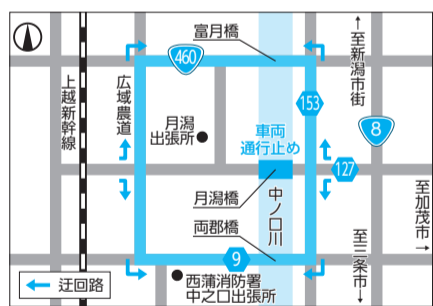 富月橋
460
↑至新潟市街
上越新幹線
広域農道
月潟
出張所
車両
通行止め
153
8
127
月潟橋
中ノ口川
両郡橋
9
至加茂市→
至三条市→
西蒲消防署
中之口出張所
迂回路